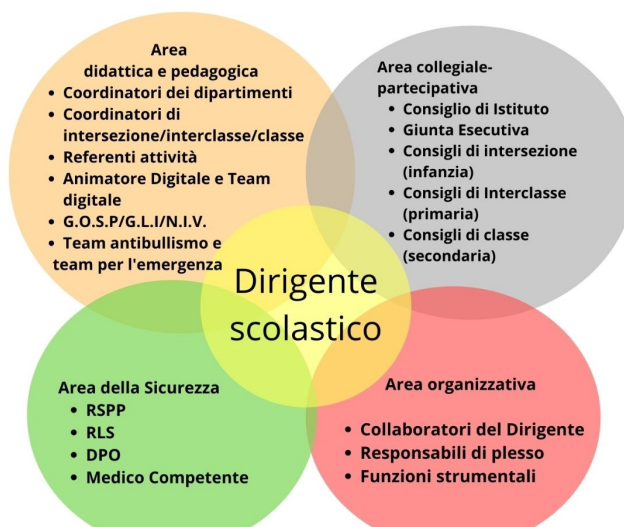 Area
didattica e pedagogica
• Coordinatori dei dipartimenti
• Coordinatori di
intersezione/interclasse/classe
• Referenti attività
• Animatore Digitale e Team
digitale
• G.O.S.P/G.L.I/N.I.V.
• Team antibullismo e
team per l'emergenza
Area collegiale-
partecipativa
• Consiglio di Istituto
• Giunta Esecutiva
• Consigli di intersezione
(infanzia)
• Consigli di Interclasse
(primaria)
• Consigli di classe
(secondaria)
Dirigente
scolastico
Area della Sicurezza
• RSPP
• RLS
• DPO
• Medico Competente
Area organizzativa
• Collaboratori del Dirigente
• Responsabili di plesso
• Funzioni strumentali